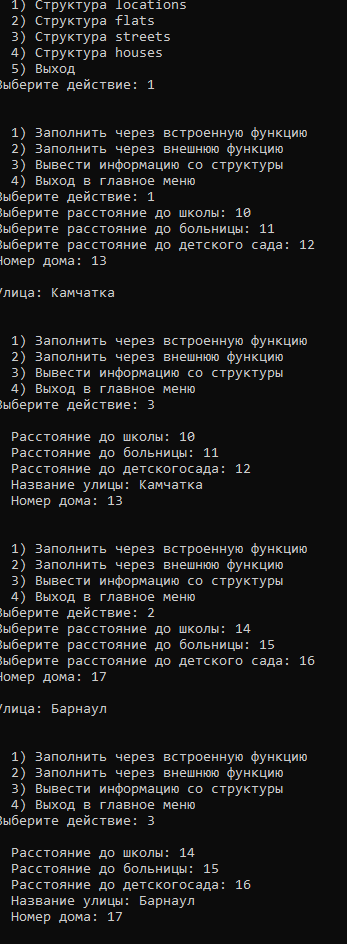 1) Структура locations
2) Структура flats
3) Структура streets
4) Структура houses
5) Выход
Выберите действие: 1
1) Заполнить через встроенную функцию
2) Заполнить через внешнюю функцию
3) Вывести информацию со структуры
4) Выход в главное меню
Выберите действие: 1
Выберите расстояние до школы: 10
Выберите расстояние до больницы: 11
Выберите расстояние до детского сада: 12
Номер дома: 13
Улица: Камчатка
1) Заполнить через встроенную функцию
2) Заполнить через внешнюю функцию
3) Вывести информацию со структуры
4) Выход в главное меню
Выберите действие: 3
Расстояние до школы: 10
Расстояние до больницы: 11
Расстояние до детскогосада: 12
Название улицы: Камчатка
Номер дома: 13
1) Заполнить через встроенную функцию
2) Заполнить через внешнюю функцию
3) Вывести информацию со структуры
4) Выход в главное меню
Выберите действие: 2
Выберите расстояние до школы: 14
Выберите расстояние до больницы: 15
Выберите расстояние до детского сада: 16
Номер дома: 17
Улица: Барнаул
1) Заполнить через встроенную функцию
2) Заполнить через внешнюю функцию
3) Вывести информацию со структуры
4) Выход в главное меню
Выберите действие: 3
Расстояние до школы: 14
Расстояние до больницы: 15
Расстояние до детскогосада: 16
Название улицы: Барнаул
Номер дома: 17